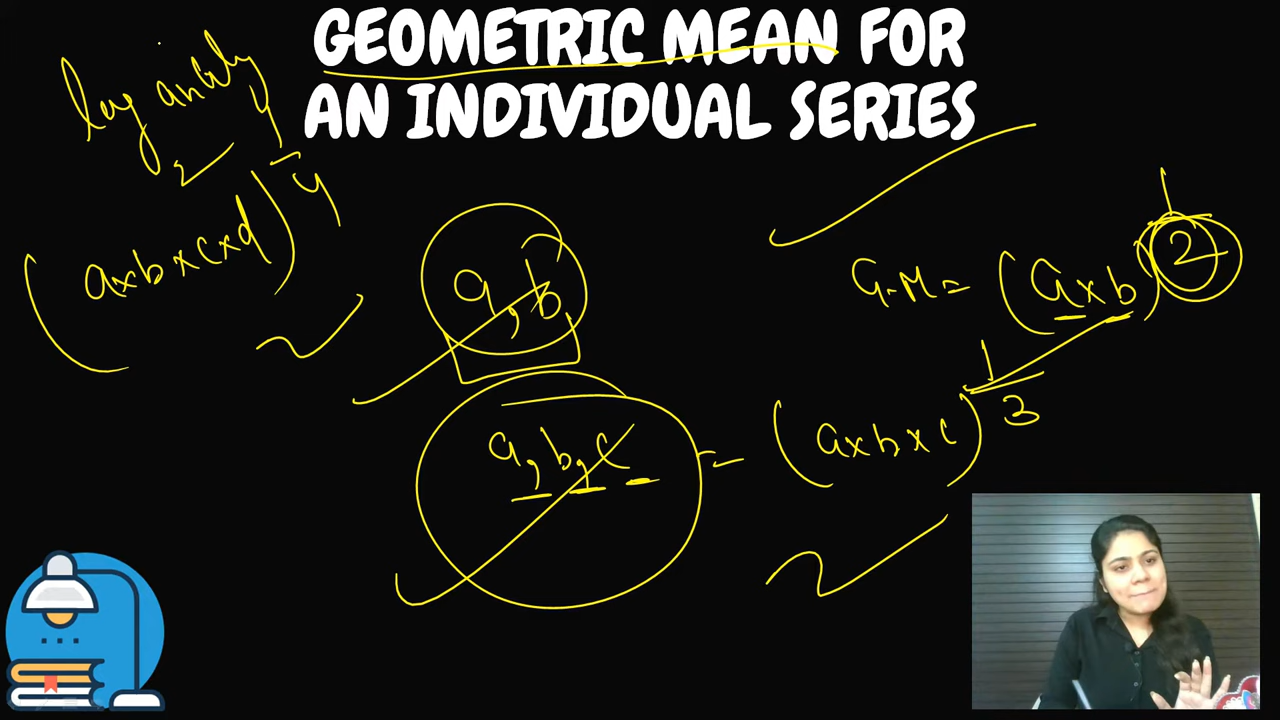 GEOMETRIC MEAN FOR
AN INDIVIDUAL SERIES
log antilog
(a×b×c×d)^1/4
a, b
G.M = (a×b)^1/2
a, b, c = (a×b×c)^1/3